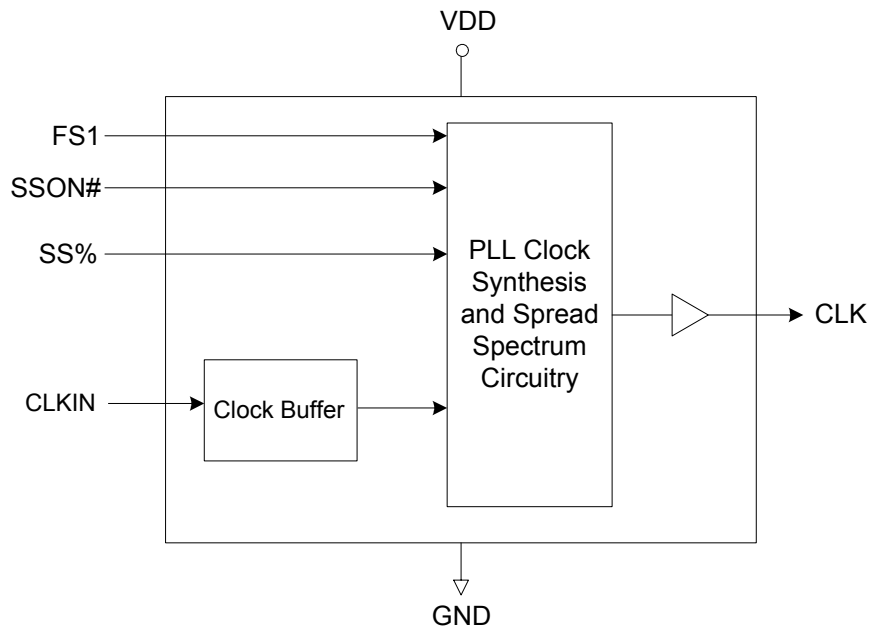 VDD
FS1
SSON#
SS%
PLL Clock
Synthesis
and Spread
Spectrum
Circuitry
CLK
CLKIN
Clock Buffer
GND